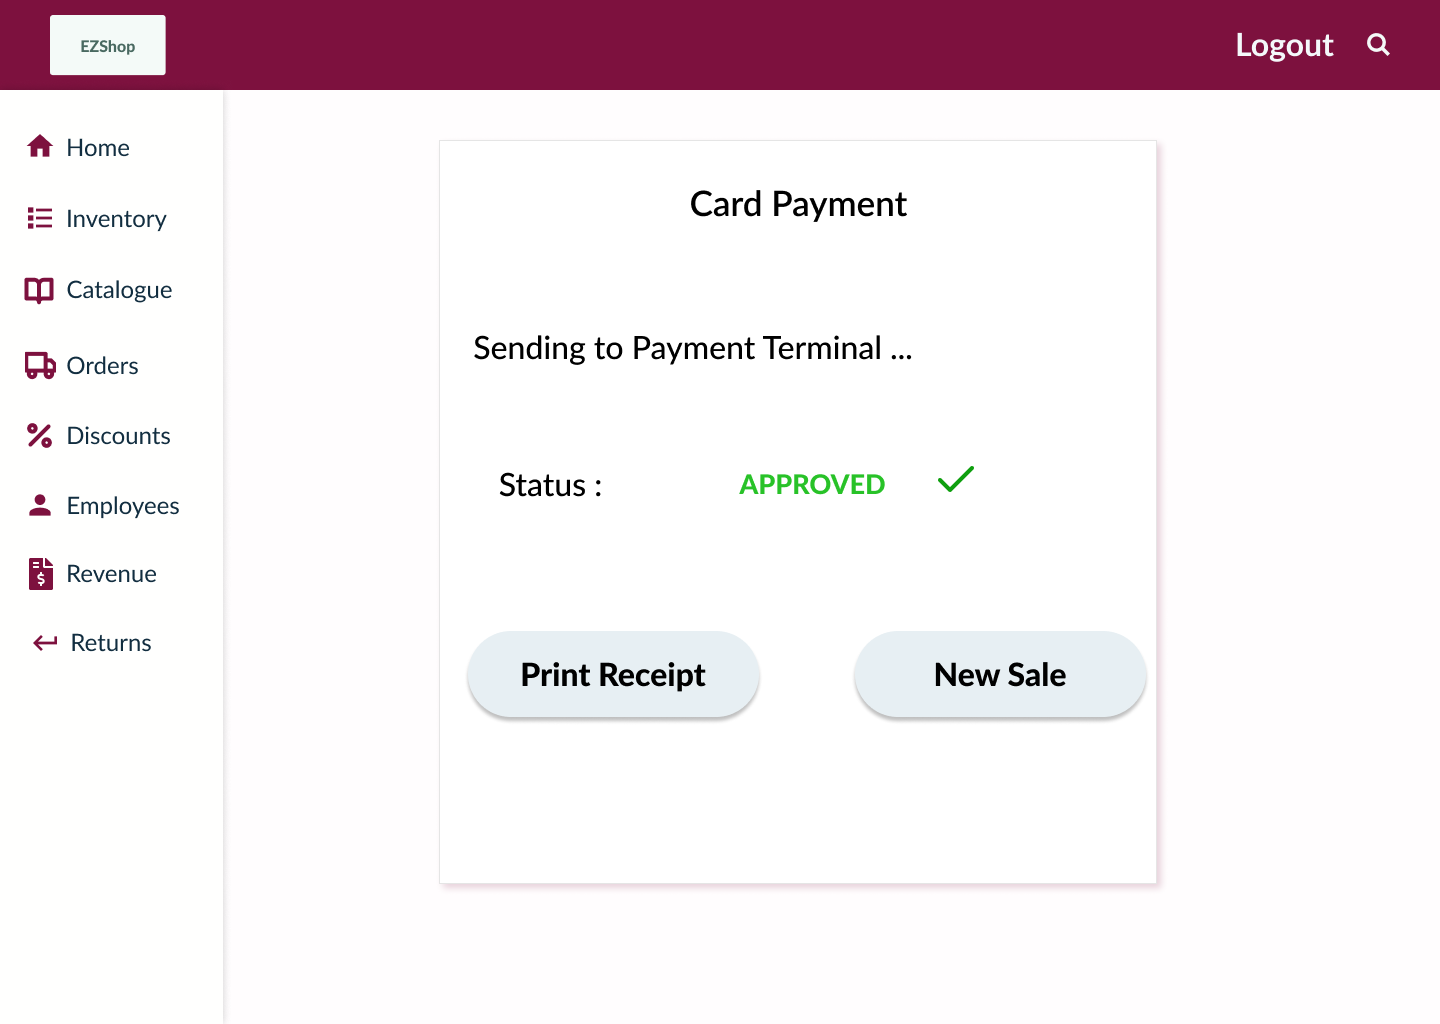 EZShop
Logout
Home
Inventory
Catalogue
Orders
Discounts
Employees
Revenue
Returns
Card Payment
Sending to Payment Terminal ...
Status : APPROVED
Print Receipt New Sale